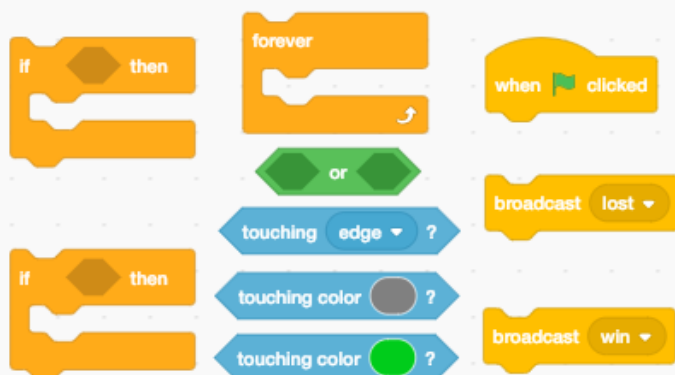 if then
forever
when clicked
or
broadcast lost
touching edge ?
if then
touching color ?
broadcast win
touching color ?